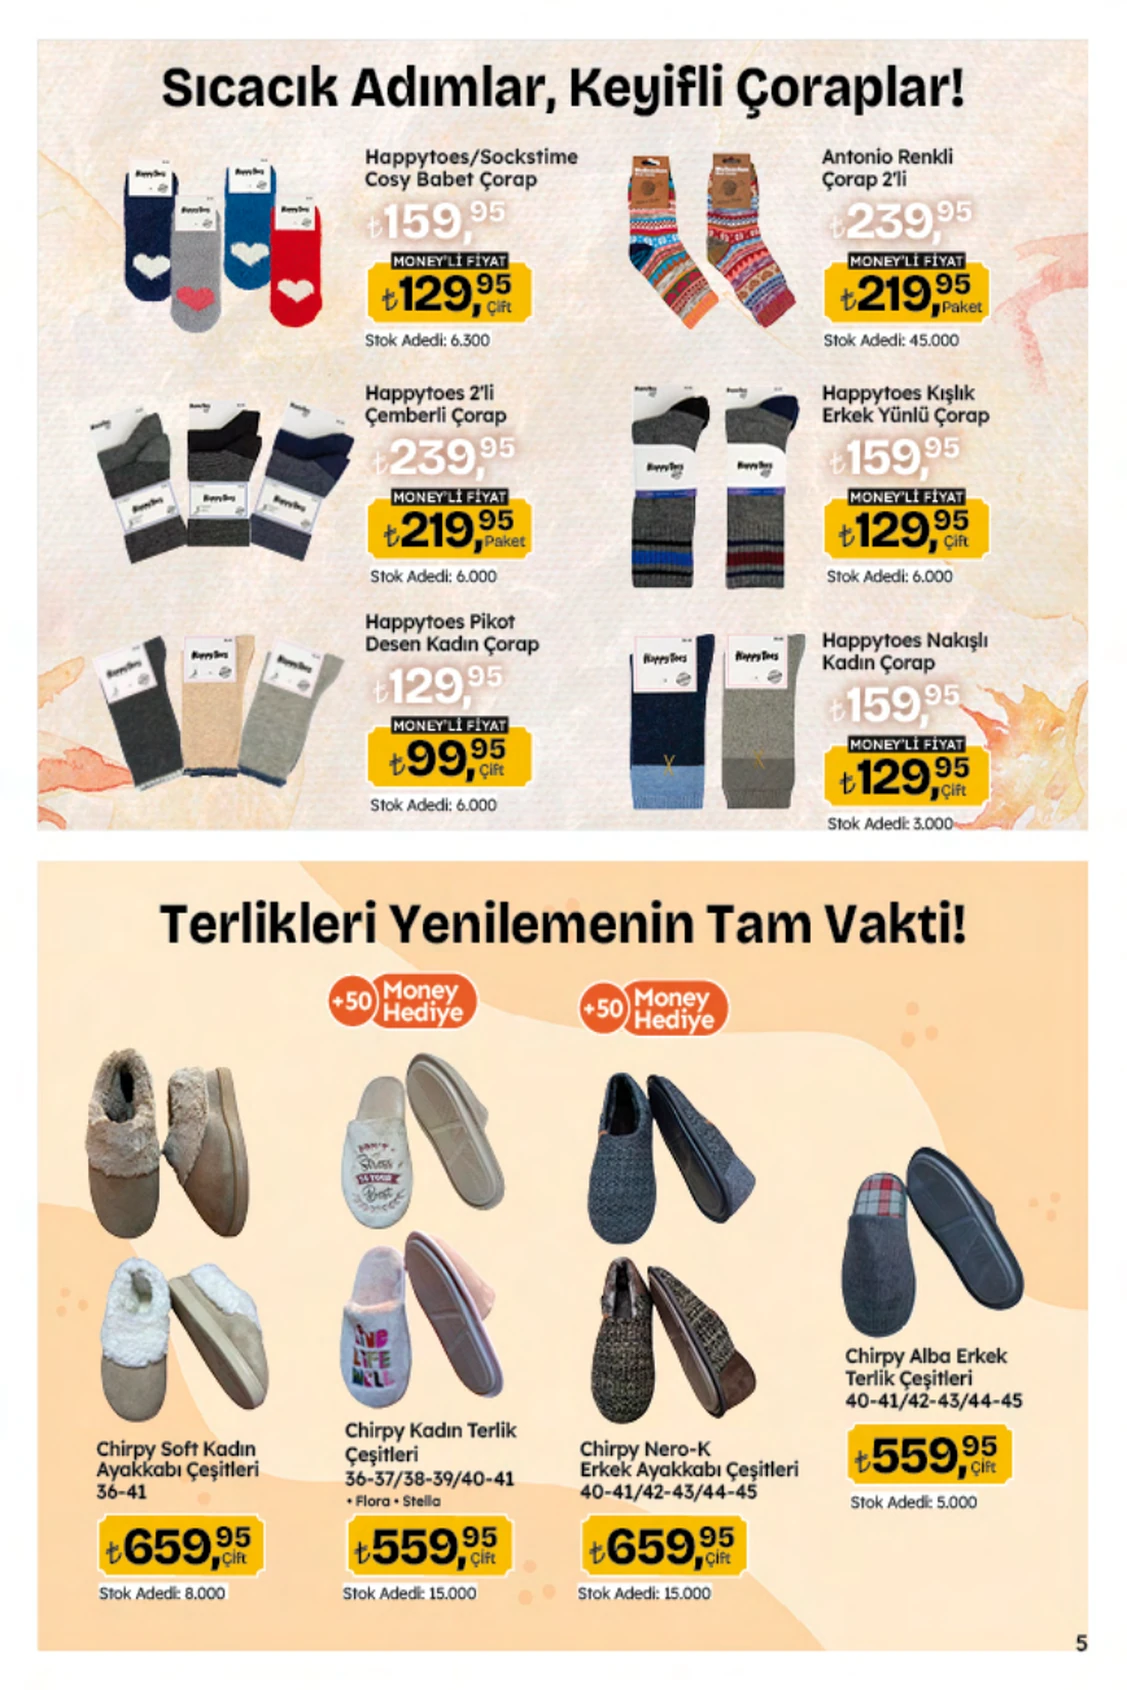 Sıcacık Adımlar, Keyifli Çoraplar!
Happytoes/Sockstime
Cosy Babet Çorap
₺159,95
MONEY'Lİ FİYAT
₺129,95
Çift
Stok Adedi: 6.300
Antonio Renkli
Çorap 2'li
₺239,95
MONEY'Lİ FİYAT
₺219,95
Paket
Stok Adedi: 45.000
Happytoes 2'li
Çemberli Çorap
₺239,95
MONEY'Lİ FİYAT
₺219,95
Paket
Stok Adedi: 6.000
Happytoes Kışlık
Erkek Yünlü Çorap
₺159,95
MONEY'Lİ FİYAT
₺129,95
Çift
Stok Adedi: 6.000
Happytoes Pikot
Desen Kadın Çorap
₺129,95
MONEY'Lİ FİYAT
₺99,95
Çift
Stok Adedi: 6.000
Happytoes Nakışlı
Kadın Çorap
₺159,95
MONEY'Lİ FİYAT
₺129,95
Çift
Stok Adedi: 3.000
Terlikleri Yenilemenin Tam Vakti!
+50 Money
Hediye
+50 Money
Hediye
Stress
Best
LIVE
LIFE
WELL
Chirpy Soft Kadın
Ayakkabı Çeşitleri
36-41
₺659,95
Çift
Stok Adedi: 8.000
Chirpy Kadın Terlik
Çeşitleri
36-37/38-39/40-41
• Flora • Stella
₺559,95
Çift
Stok Adedi: 15.000
Chirpy Nero-K
Erkek Ayakkabı Çeşitleri
40-41/42-43/44-45
₺659,95
Çift
Stok Adedi: 15.000
Chirpy Alba Erkek
Terlik Çeşitleri
40-41/42-43/44-45
₺559,95
Çift
Stok Adedi: 5.000
5